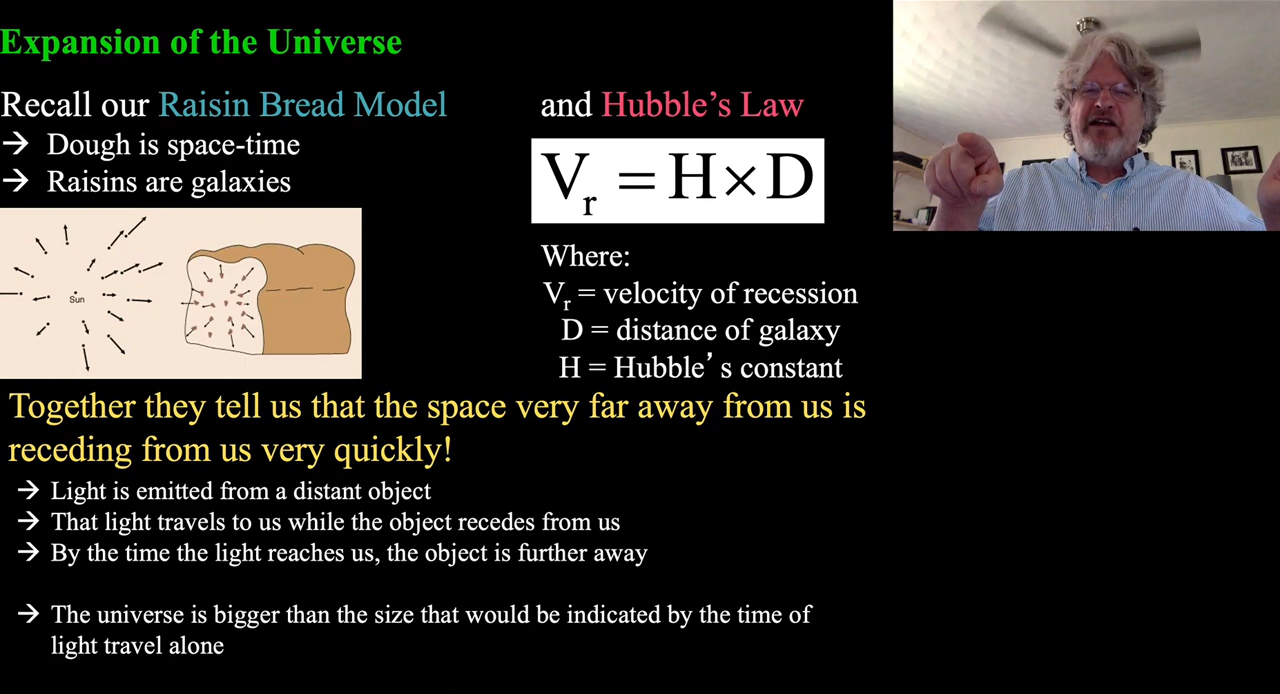 Expansion of the Universe
Recall our Raisin Bread Model
→ Dough is space-time
→ Raisins are galaxies
Sun
and Hubble’s Law
Vr = H×D
Where:
Vr = velocity of recession
D = distance of galaxy
H = Hubble’s constant
Together they tell us that the space very far away from us is
receding from us very quickly!
→ Light is emitted from a distant object
→ That light travels to us while the object recedes from us
→ By the time the light reaches us, the object is further away
→ The universe is bigger than the size that would be indicated by the time of
light travel alone